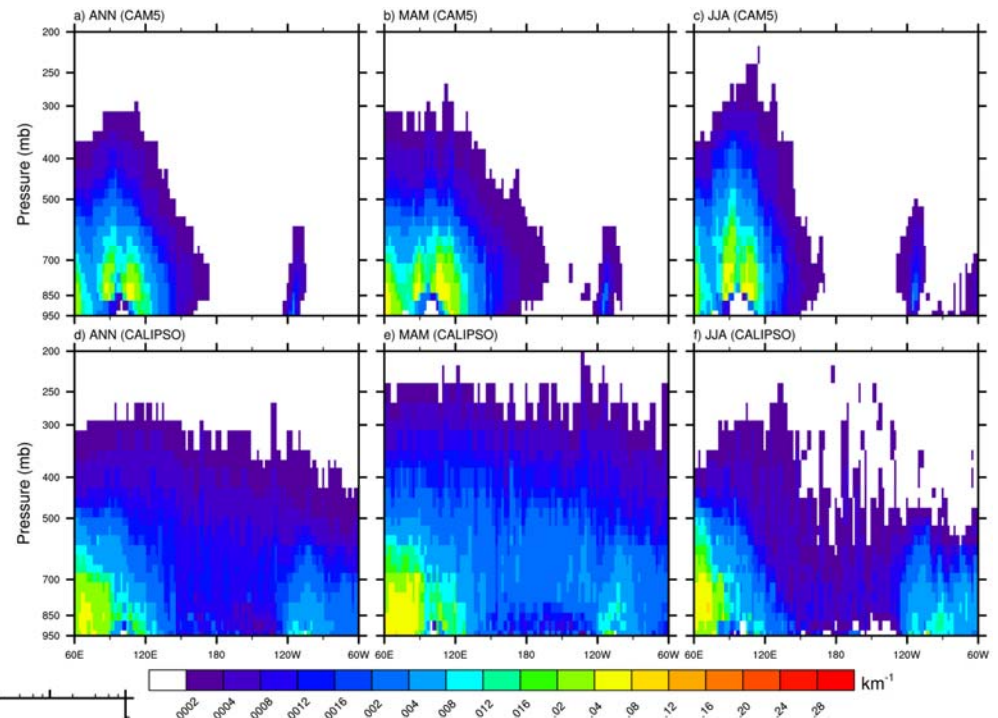 a) ANN (CAM5) b) MAM (CAM5) c) JJA (CAM5)
200
250
300
400
500
700
850
950
Pressure (mb)
d) ANN (CALIPSO) e) MAM (CALIPSO) f) JJA (CALIPSO)
200
250
300
400
500
700
850
950
Pressure (mb)
60E 120E 180 120W 60W 120E 180 120W 60W 120E 180 120W 60W
.0002 .0004 .0008 .0012 .0016 .002 .004 .008 .012 .016 .02 .04 .08 .12 .16 .20 .24 .28 km⁻¹